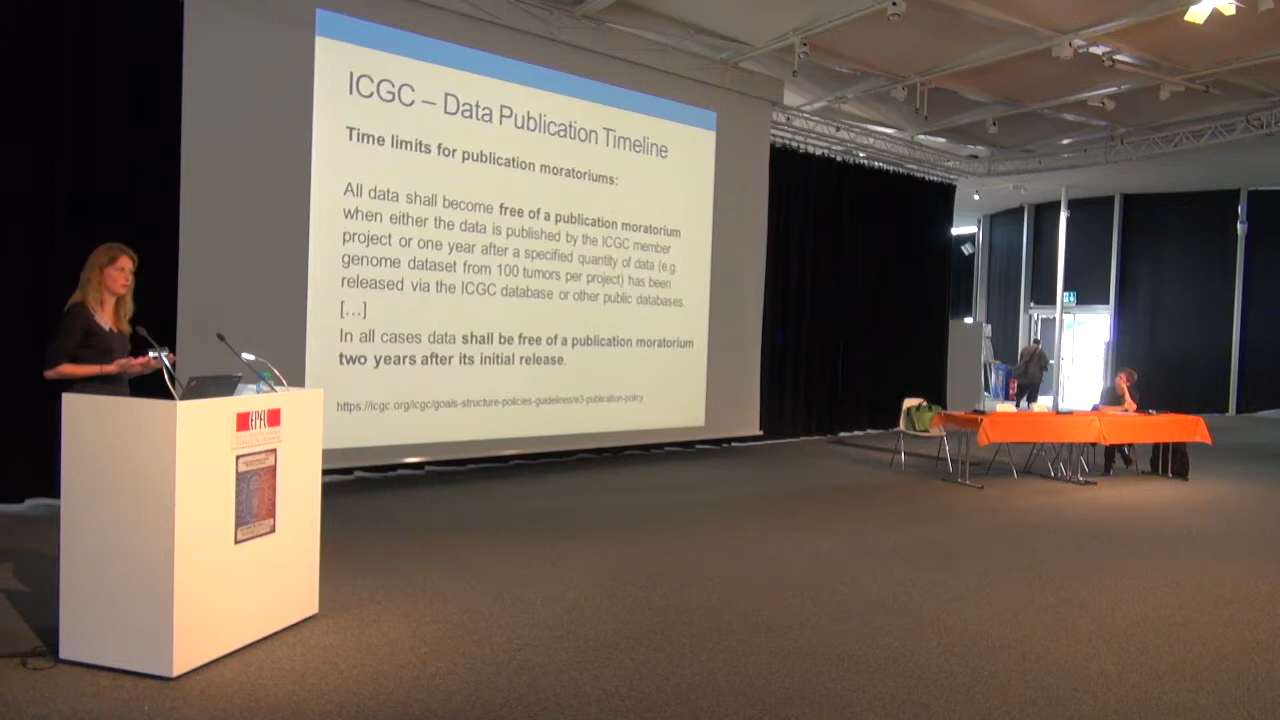 ICGC – Data Publication Timeline
Time limits for publication moratoriums:
All data shall become free of a publication moratorium
when either the data is published by the ICGC member
project or one year after a specified quantity of data (e.g.
genome dataset from 100 tumors per project) has been
released via the ICGC database or other public databases.
[…]
In all cases data shall be free of a publication moratorium
two years after its initial release.
https://icgc.org/icgc/goals-structure-policies-guidelines/e3-publication-policy
EPFL